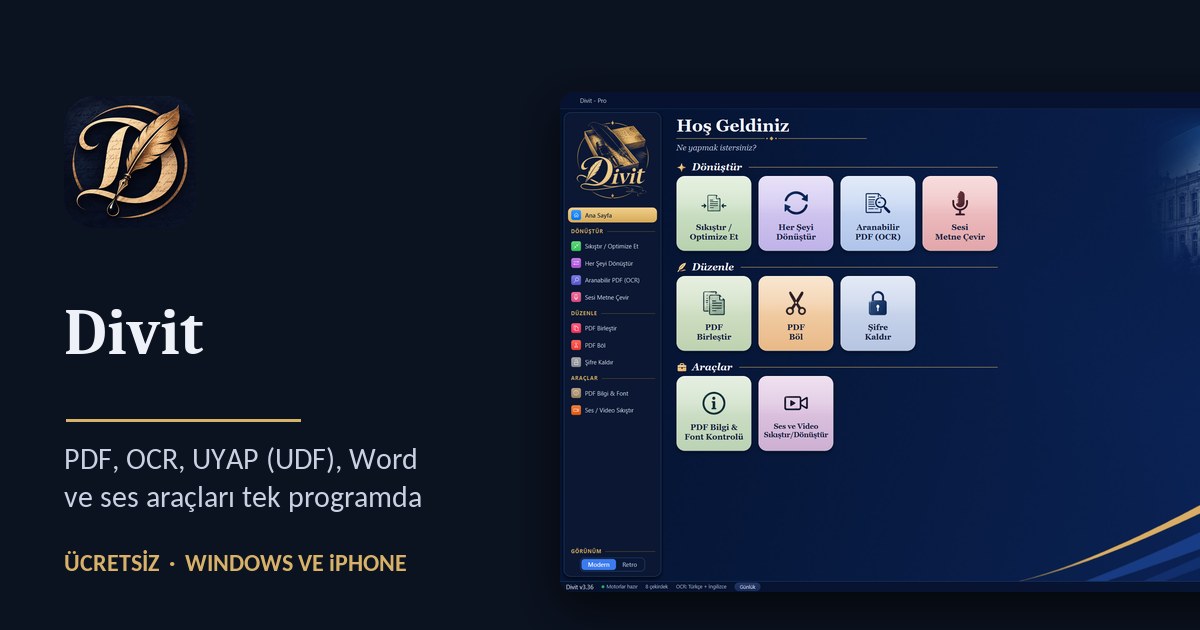 Divit
PDF, OCR, UYAP (UDF), Word
ve ses araçları tek programda
ÜCRETSİZ · WINDOWS VE iPHONE
Divit - Pro
Divit
Ana Sayfa
DÖNÜŞTÜR
Sıkıştır / Optimize Et
Her Şeyi Dönüştür
Aranabilir PDF (OCR)
Sesi Metne Çevir
DÜZENLE
PDF Birleştir
PDF Böl
Şifre Kaldır
ARAÇLAR
PDF Bilgi & Font
Ses / Video Sıkıştır
GÖRÜNÜM
Modern Retro
Hoş Geldiniz
Ne yapmak istersiniz?
Dönüştür
Sıkıştır /
Optimize Et
Her Şeyi
Dönüştür
Aranabilir
PDF (OCR)
Sesi
Metne Çevir
Düzenle
PDF
Birleştir
PDF
Böl
Şifre
Kaldır
Araçlar
PDF Bilgi &
Font Kontrolü
Ses ve Video
Sıkıştır/Dönüştür
Divit v3.36 Motorlar hazır 8 çekirdek OCR: Türkçe + İngilizce Günlük